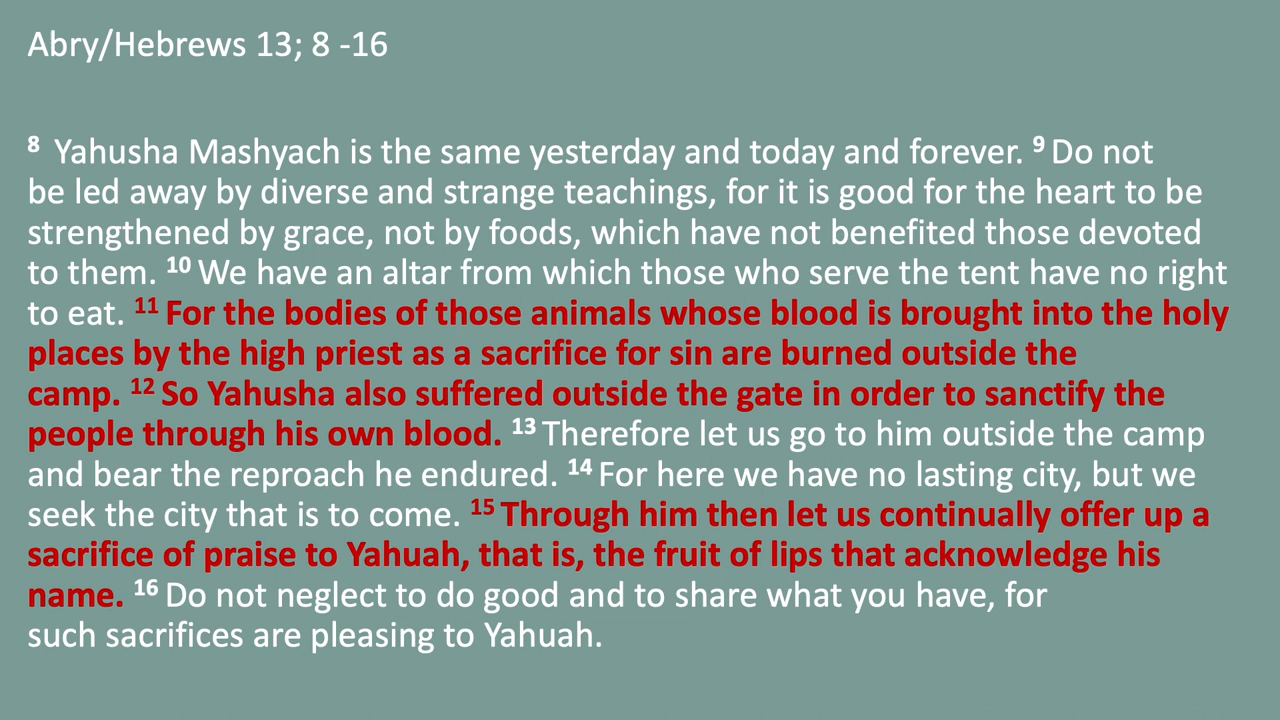 Abry/Hebrews 13; 8 -16
8 Yahusha Mashyach is the same yesterday and today and forever. 9 Do not
be led away by diverse and strange teachings, for it is good for the heart to be
strengthened by grace, not by foods, which have not benefited those devoted
to them. 10 We have an altar from which those who serve the tent have no right
to eat. 11 For the bodies of those animals whose blood is brought into the holy
places by the high priest as a sacrifice for sin are burned outside the
camp. 12 So Yahusha also suffered outside the gate in order to sanctify the
people through his own blood. 13 Therefore let us go to him outside the camp
and bear the reproach he endured. 14 For here we have no lasting city, but we
seek the city that is to come. 15 Through him then let us continually offer up a
sacrifice of praise to Yahuah, that is, the fruit of lips that acknowledge his
name. 16 Do not neglect to do good and to share what you have, for
such sacrifices are pleasing to Yahuah.